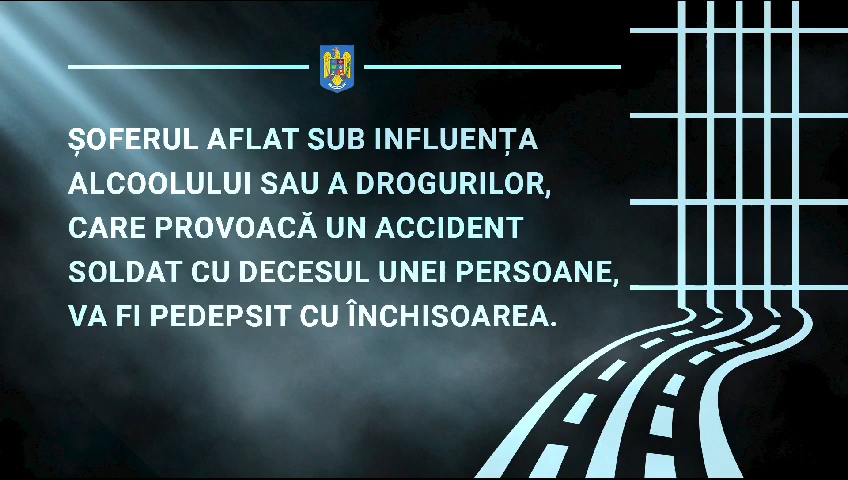 ȘOFERUL AFLAT SUB INFLUENȚA
ALCOOLULUI SAU A DROGURILOR,
CARE PROVOACĂ UN ACCIDENT
SOLDAT CU DECESUL UNEI PERSOANE,
VA FI PEDEPSIT CU ÎNCHISOAREA.